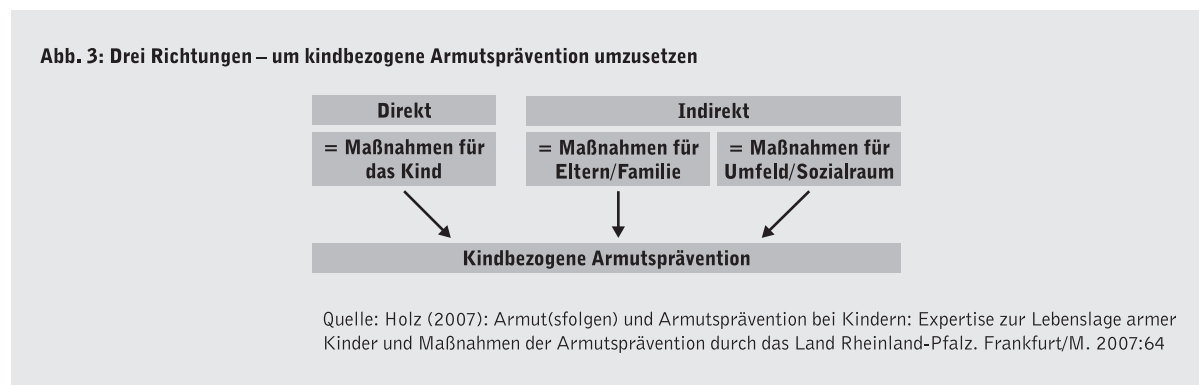 Abb. 3: Drei Richtungen – um kindbezogene Armutsprävention umzusetzen
Direkt
Indirekt
= Maßnahmen für
das Kind
= Maßnahmen für
Eltern/Familie
= Maßnahmen für
Umfeld/Sozialraum
Kindbezogene Armutsprävention
Quelle: Holz (2007): Armut(sfolgen) und Armutsprävention bei Kindern: Expertise zur Lebenslage armer
Kinder und Maßnahmen der Armutsprävention durch das Land Rheinland-Pfalz. Frankfurt/M. 2007:64